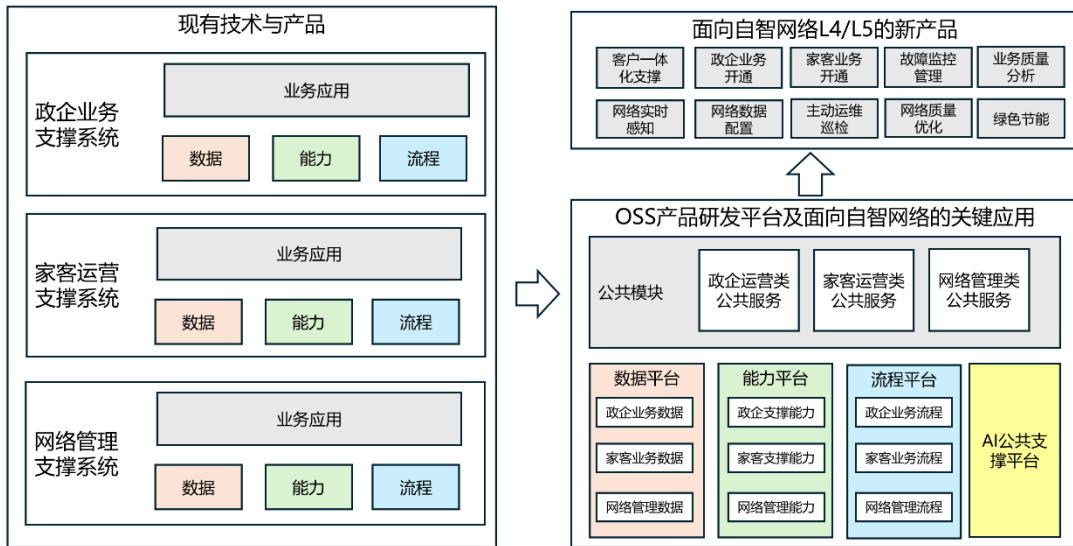 现有技术与产品
政企业务
支撑系统
业务应用
数据
能力
流程
家客运营
支撑系统
业务应用
数据
能力
流程
网络管理
支撑系统
业务应用
数据
能力
流程
面向自智网络L4/L5的新产品
客户一体
化支撑
政企业务
开通
家客业务
开通
故障监控
管理
业务质量
分析
网络实时
感知
网络数据
配置
主动运维
巡检
网络质量
优化
绿色节能
OSS产品研发平台及面向自智网络的关键应用
公共模块
政企运营类
公共服务
家客运营类
公共服务
网络管理类
公共服务
数据平台
政企业务数据
家客业务数据
网络管理数据
能力平台
政企支撑能力
家客支撑能力
网络管理能力
流程平台
政企业务流程
家客业务流程
网络管理流程
AI公共支
撑平台